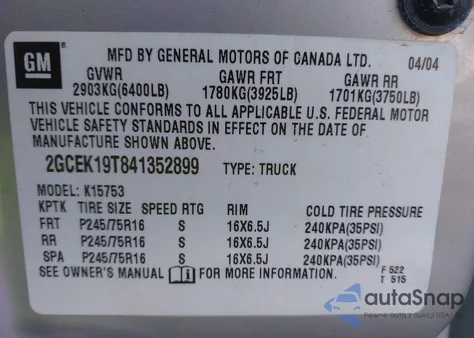 GM
MFD BY GENERAL MOTORS OF CANADA LTD. 04/04
GVWR GAWR FRT GAWR RR
2903KG(6400LB) 1780KG(3925LB) 1701KG(3750LB)
THIS VEHICLE CONFORMS TO ALL APPLICABLE U.S. FEDERAL MOTOR
VEHICLE SAFETY STANDARDS IN EFFECT ON THE DATE OF
MANUFACTURE SHOWN ABOVE.
2GCEK19T841352899 TYPE: TRUCK
MODEL: K15753
KPTK TIRE SIZE SPEED RTG RIM COLD TIRE PRESSURE
FRT P245/75R16 S 16X6.5J 240KPA(35PSI)
RR P245/75R16 S 16X6.5J 240KPA(35PSI)
SPA P245/75R16 S 16X6.5J 240KPA(35PSI)
SEE OWNER'S MANUAL FOR MORE INFORMATION. F 522
T 515
autoSnap
Pewne auta z dostawą z USA